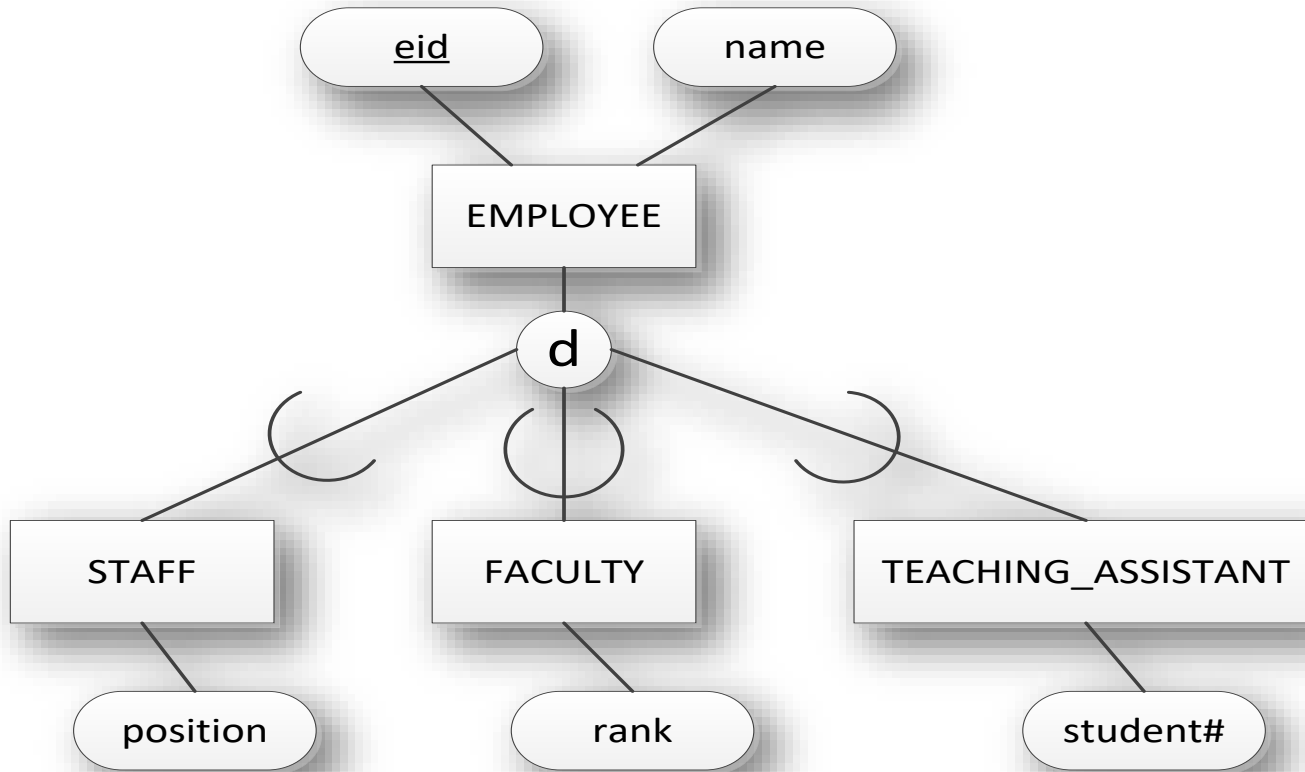 eid
name
EMPLOYEE
d
STAFF
FACULTY
TEACHING_ASSISTANT
position
rank
student#